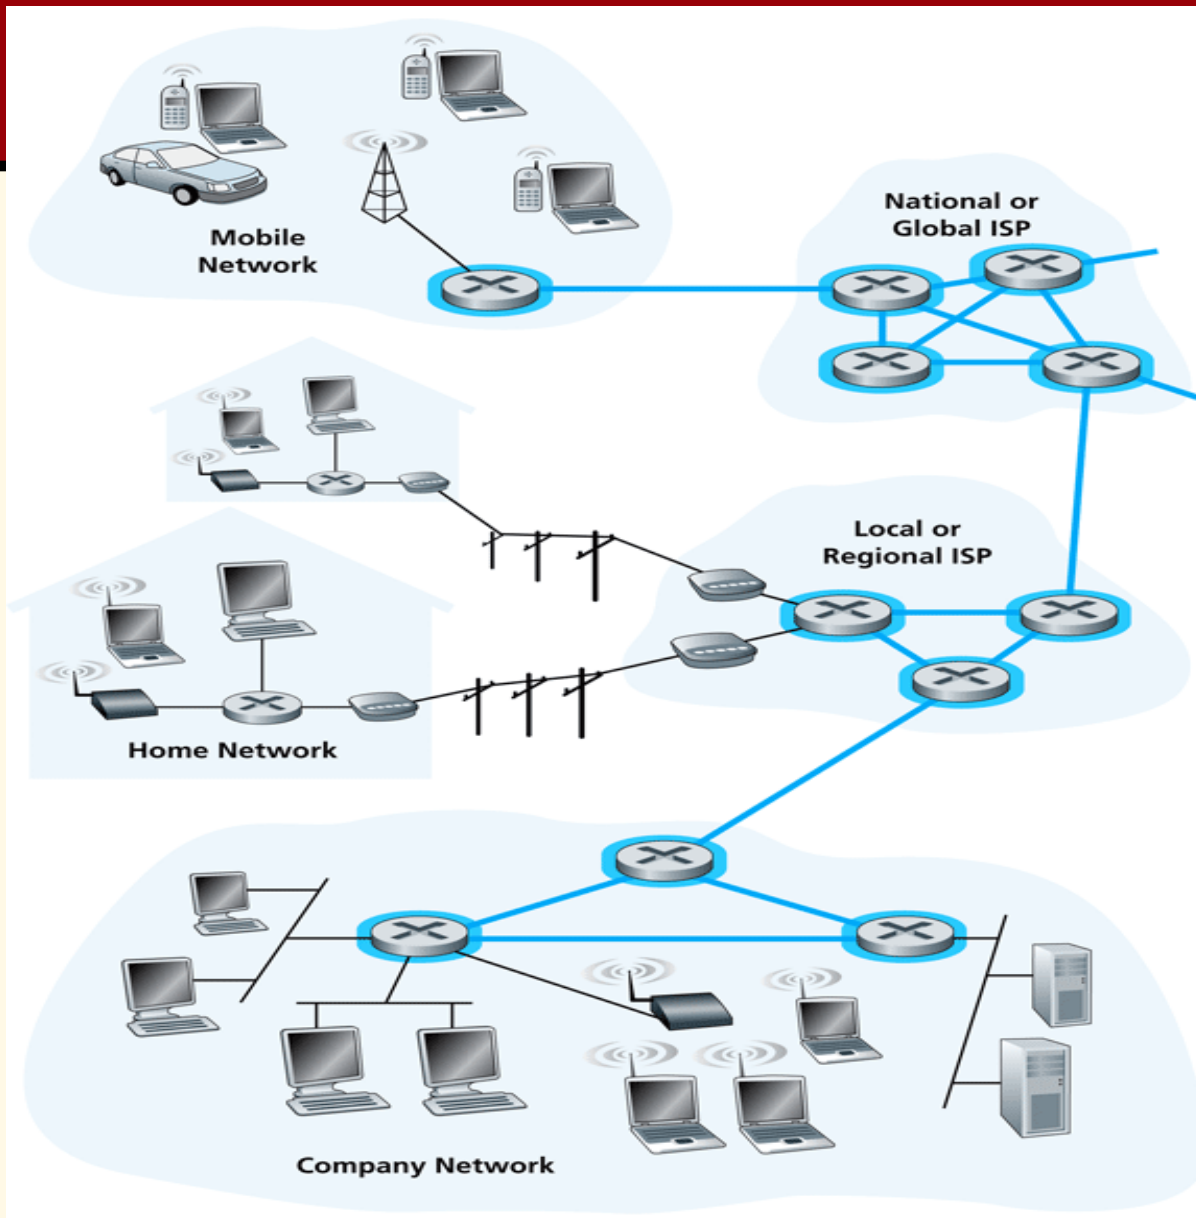 Mobile
Network
National or
Global ISP
Local or
Regional ISP
Home Network
Company Network